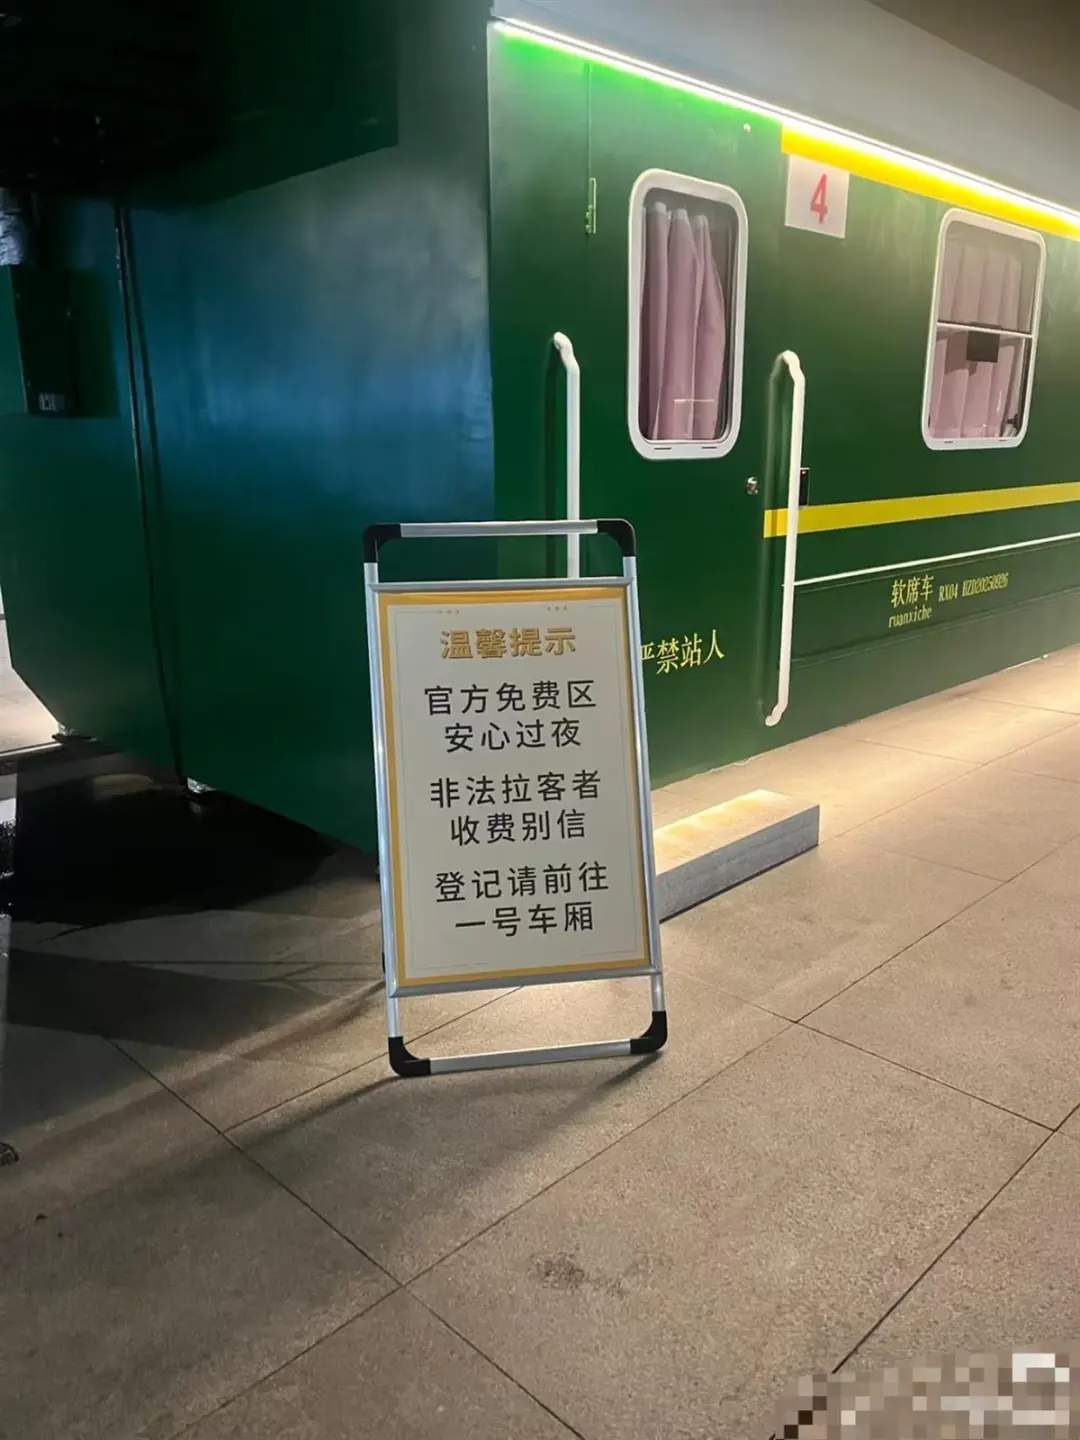 4
温馨提示
官方免费区
安心过夜
非法拉客者
收费别信
登记请前往
一号车厢
严禁站人
软席车 RX04 HZD20250926
ruanxiche